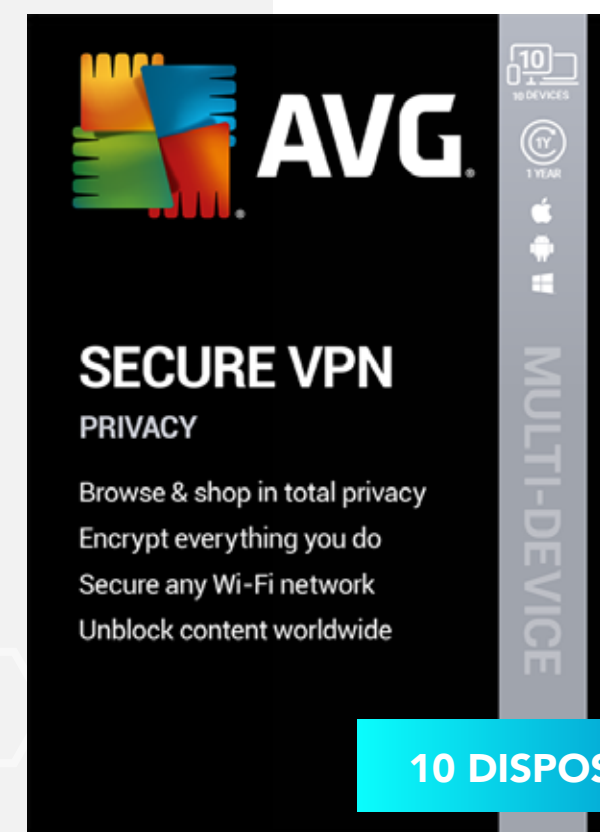 AVG
SECURE VPN
PRIVACY
Browse & shop in total privacy
Encrypt everything you do
Secure any Wi-Fi network
Unblock content worldwide
10
10 DEVICES
1Y
1 YEAR
MULTI-DEVICE
10 DISPOS